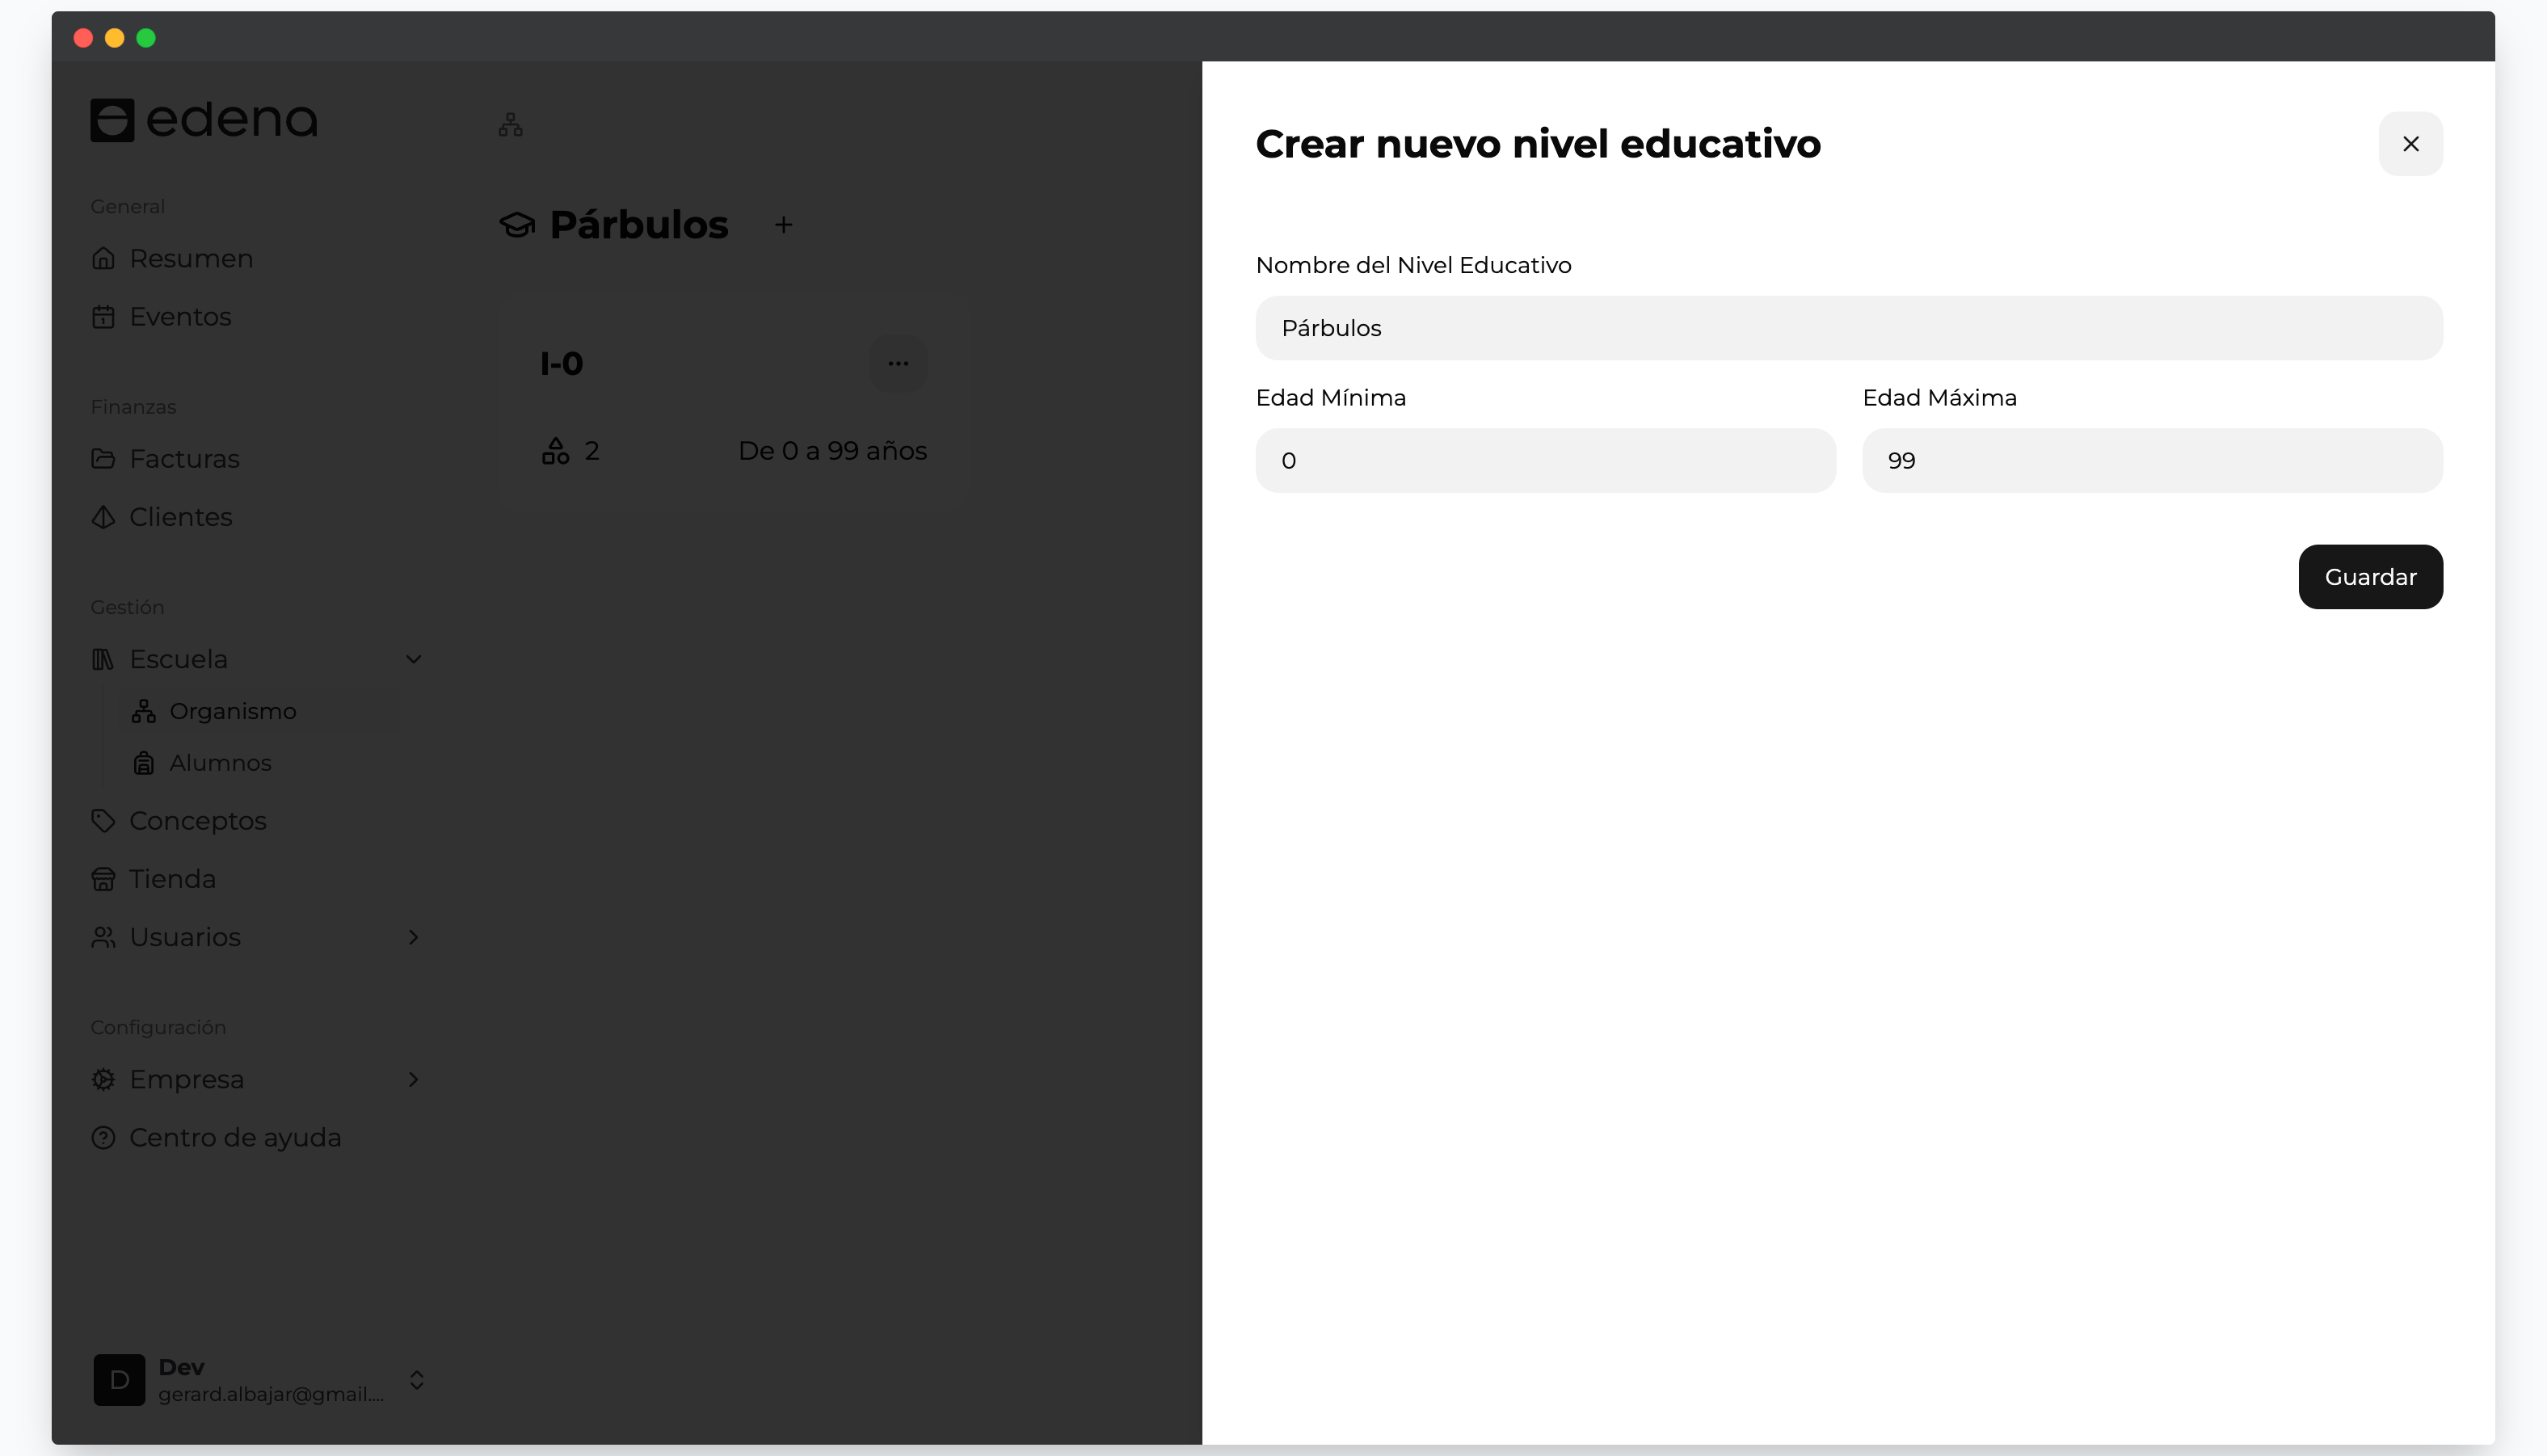 edena
General
Resumen
Eventos
Finanzas
Facturas
Clientes
Gestión
Escuela
Organismo
Alumnos
Conceptos
Tienda
Usuarios
Configuración
Empresa
Centro de ayuda
D
Dev
gerard.albajar@gmail....
Párbulos
I-0
2
De 0 a 99 años
Crear nuevo nivel educativo
Nombre del Nivel Educativo
Párbulos
Edad Mínima
Edad Máxima
0
99
Guardar